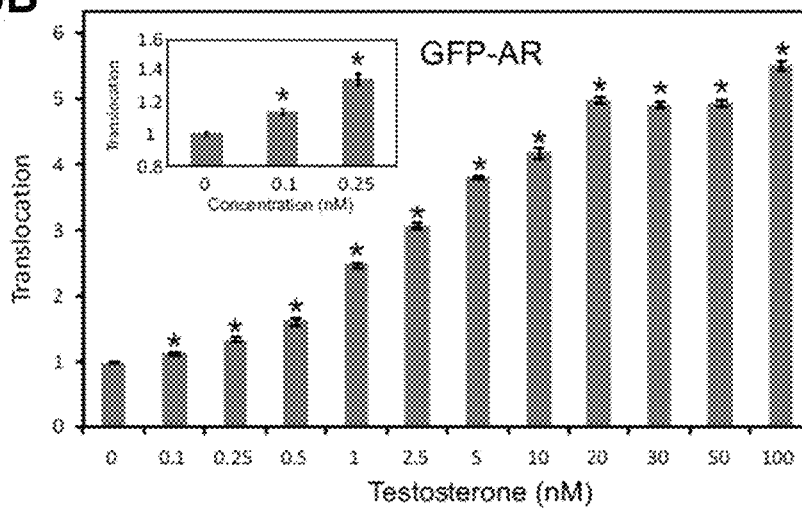 B
GFP-AR
Translocation
1.6
1.4
1.2
1
0.8
* *
0 0.1 0.25
Concentration (nM)
Translocation
6
5
4
3
2
1
0
* * * * * * * * * * *
0 0.1 0.25 0.5 1 2.5 5 10 20 30 50 100
Testosterone (nM)